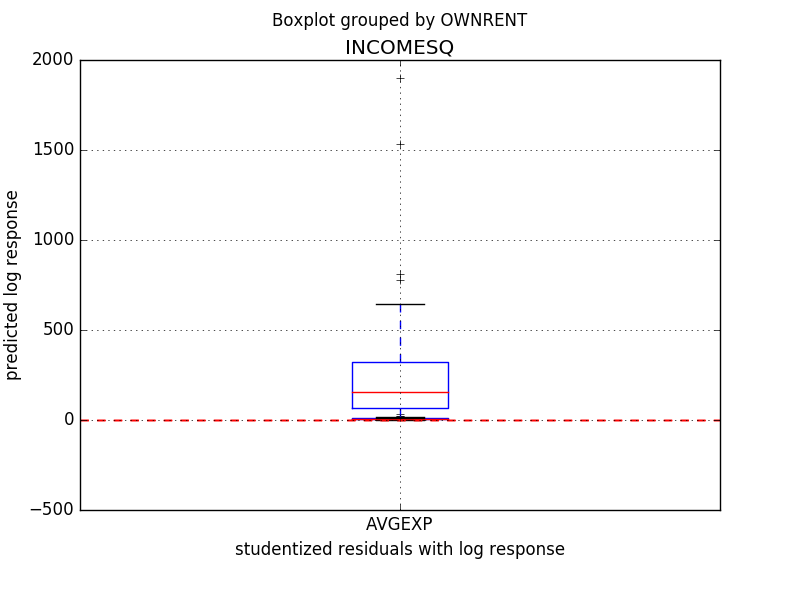 Boxplot grouped by OWNRENT
INCOMESQ
2000
1500
1000
500
0
−500
predicted log response
AVGEXP
studentized residuals with log response